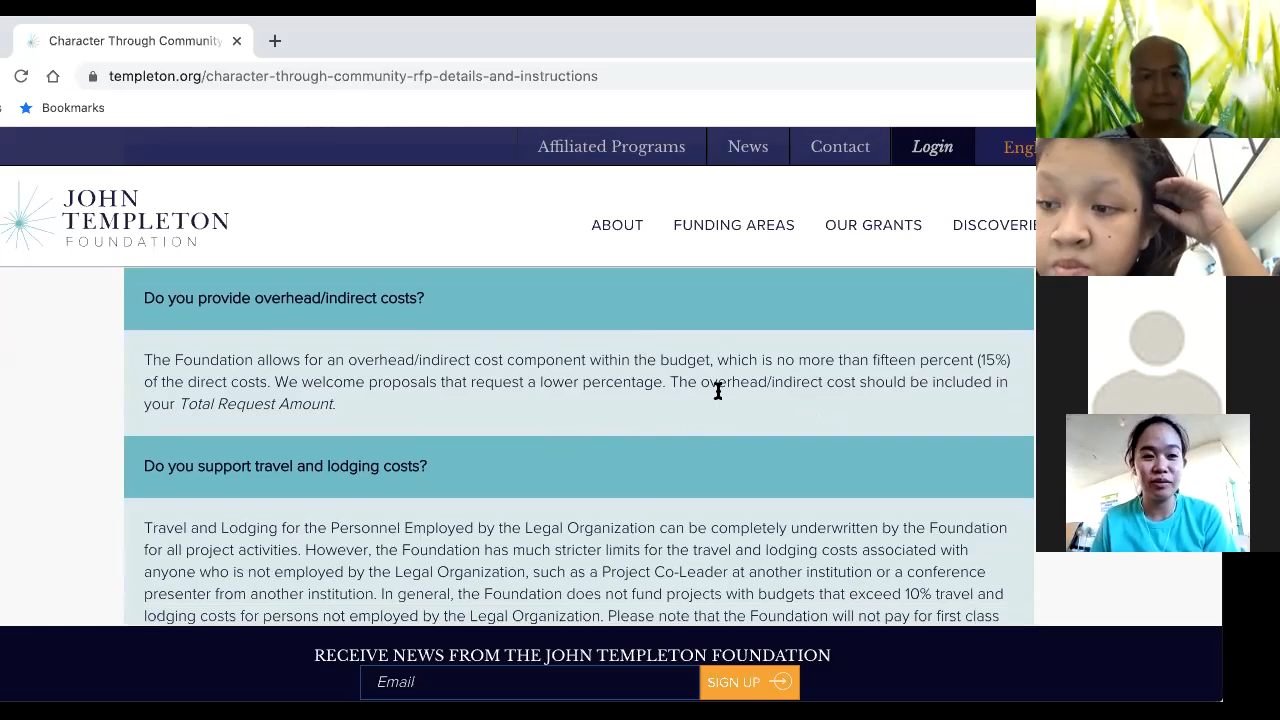 Character Through Community
templeton.org/character-through-community-rfp-details-and-instructions
Bookmarks
Affiliated Programs News Contact Login Eng
JOHN
TEMPLETON
FOUNDATION
ABOUT FUNDING AREAS OUR GRANTS DISCOVERIE
Do you provide overhead/indirect costs?
The Foundation allows for an overhead/indirect cost component within the budget, which is no more than fifteen percent (15%)
of the direct costs. We welcome proposals that request a lower percentage. The overhead/indirect cost should be included in
your Total Request Amount.
Do you support travel and lodging costs?
Travel and Lodging for the Personnel Employed by the Legal Organization can be completely underwritten by the Foundation
for all project activities. However, the Foundation has much stricter limits for the travel and lodging costs associated with
anyone who is not employed by the Legal Organization, such as a Project Co-Leader at another institution or a conference
presenter from another institution. In general, the Foundation does not fund projects with budgets that exceed 10% travel and
lodging costs for persons not employed by the Legal Organization. Please note that the Foundation will not pay for first class
RECEIVE NEWS FROM THE JOHN TEMPLETON FOUNDATION
Email SIGN UP